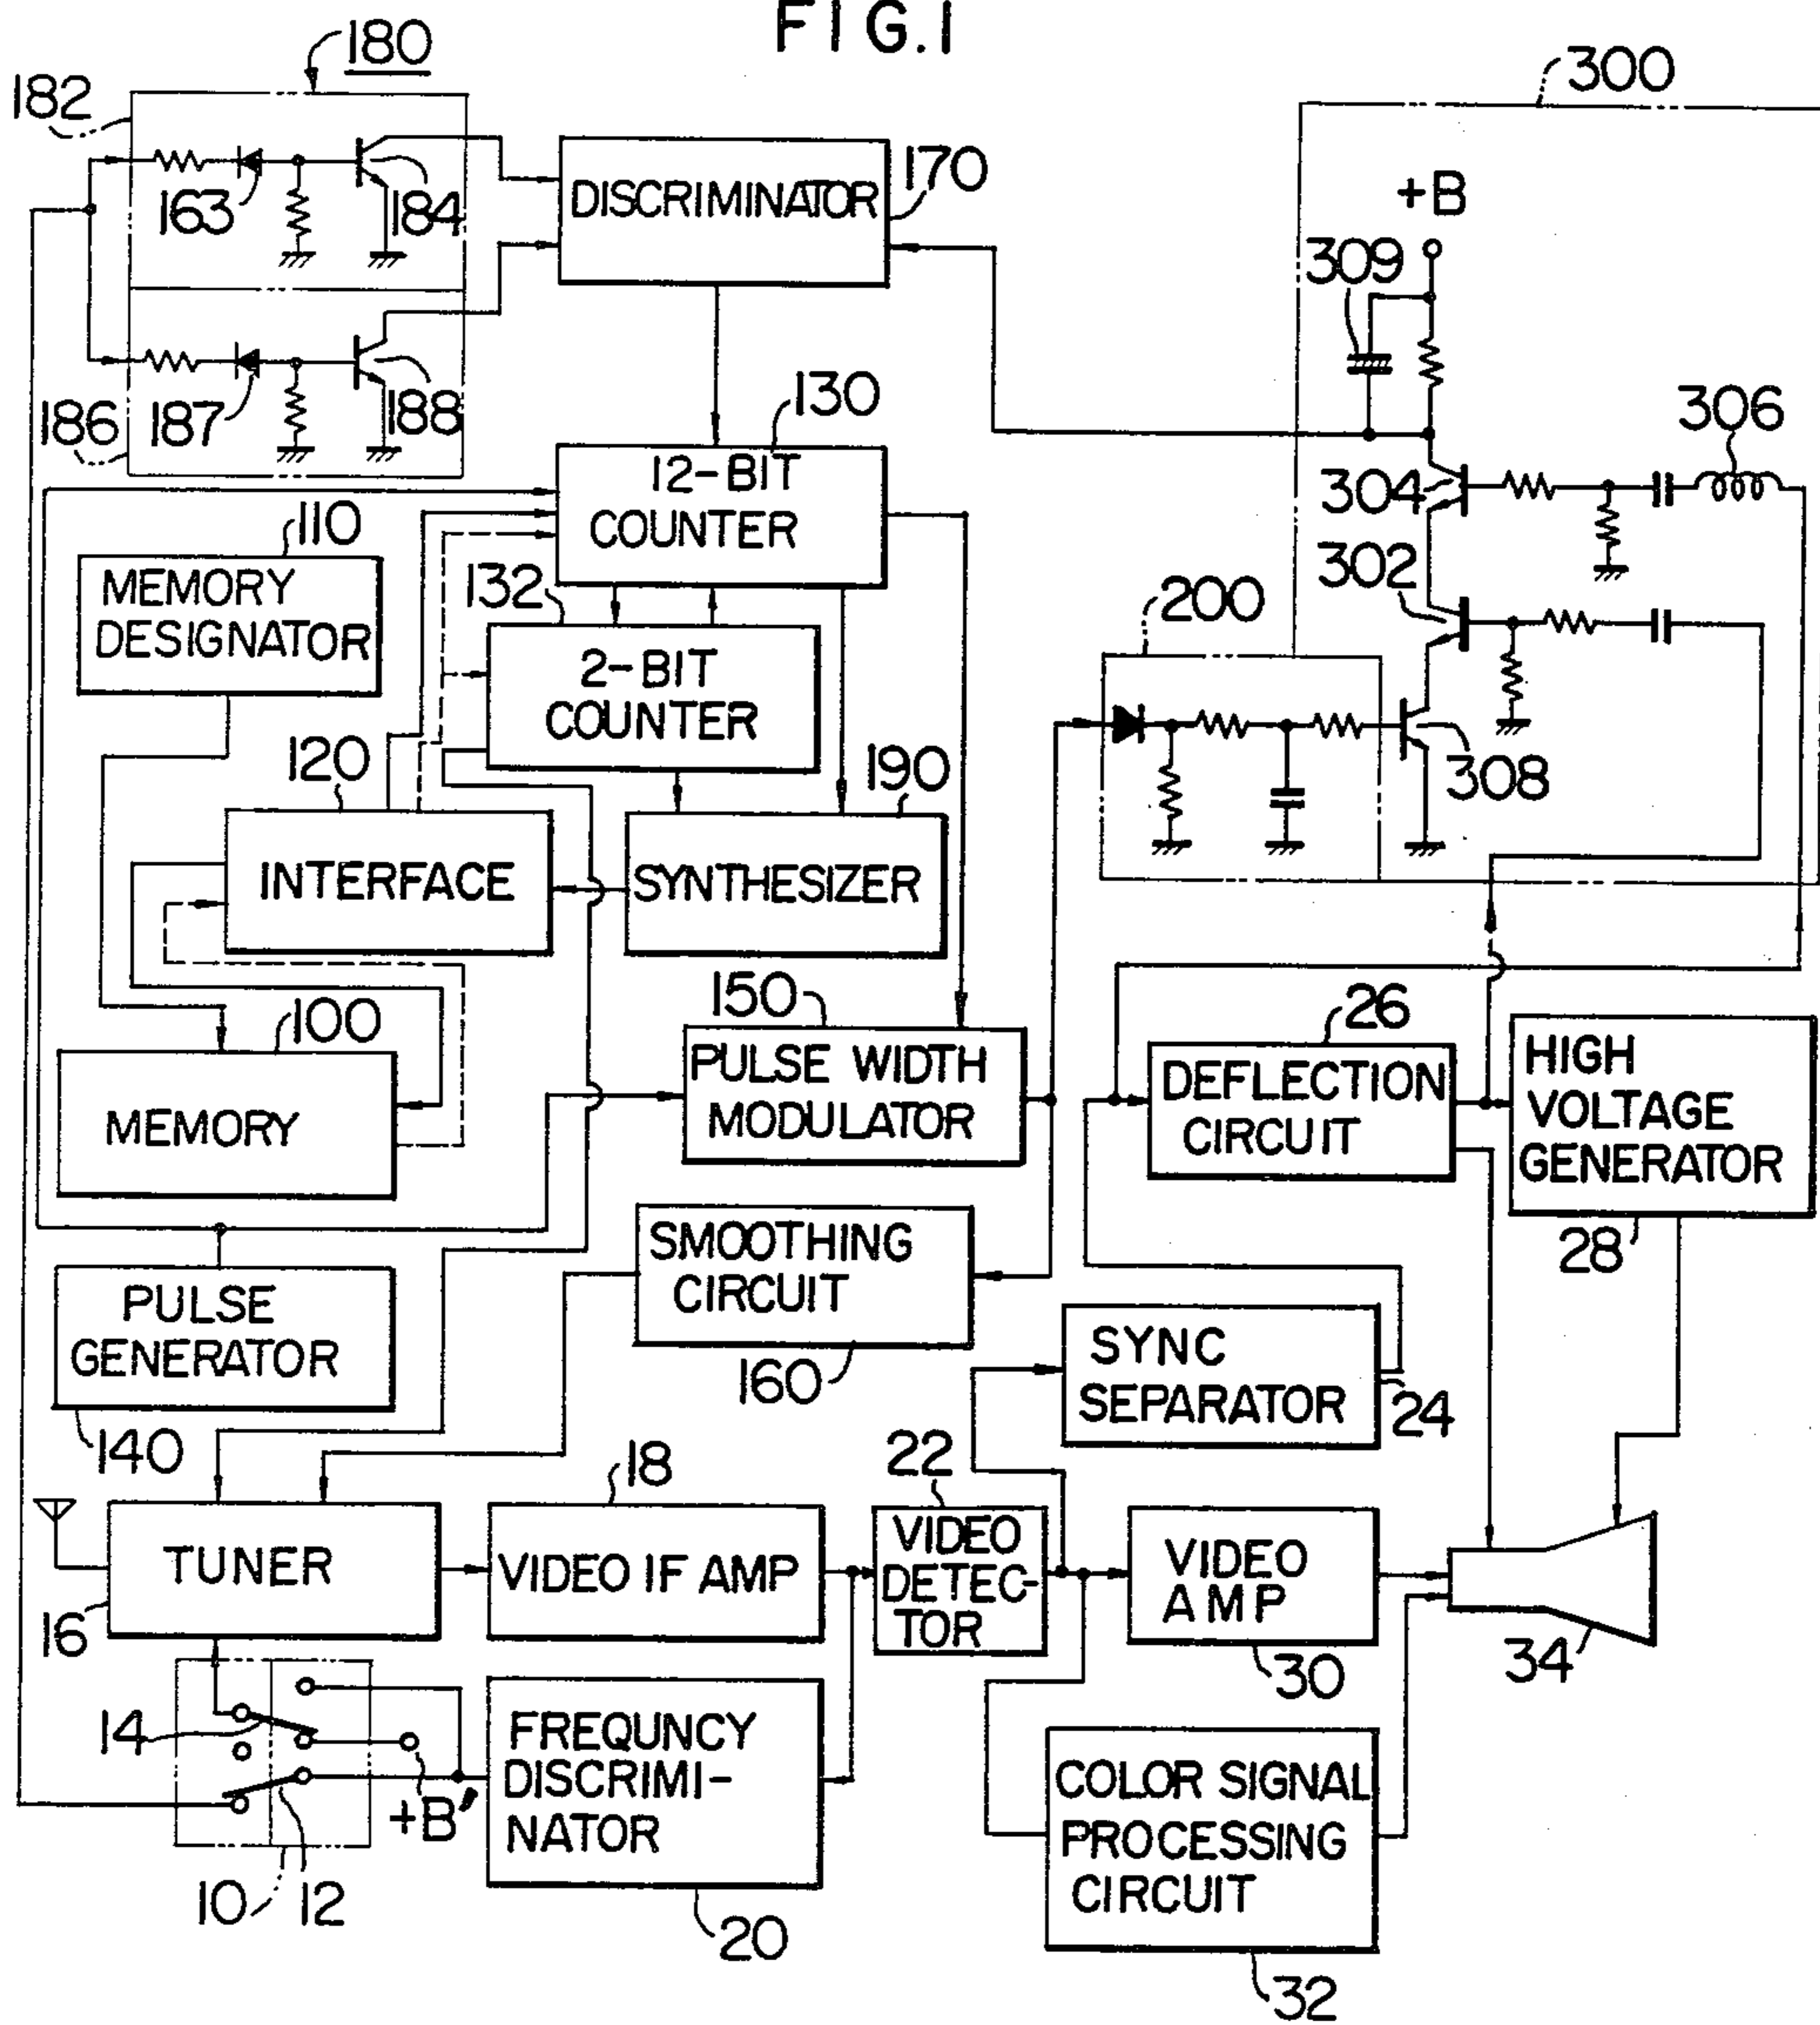 FIG.1
180
182
163
184
DISCRIMINATOR
170
300
+B
309
186
187
188
130
306
12-BIT
COUNTER
304
110
MEMORY
DESIGNATOR
132
302
200
2-BIT
COUNTER
120
190
308
INTERFACE
SYNTHESIZER
100
150
26
MEMORY
PULSE WIDTH
MODULATOR
DEFLECTION
CIRCUIT
HIGH
VOLTAGE
GENERATOR
28
SMOOTHING
CIRCUIT
160
PULSE
GENERATOR
140
SYNC
SEPARATOR
24
18
22
TUNER
16
VIDEO IF AMP
VIDEO
DETEC-
TOR
VIDEO
AMP
30
34
14
+B'
10
12
FREQUNCY
DISCRIMI-
NATOR
20
COLOR SIGNAL
PROCESSING
CIRCUIT
32